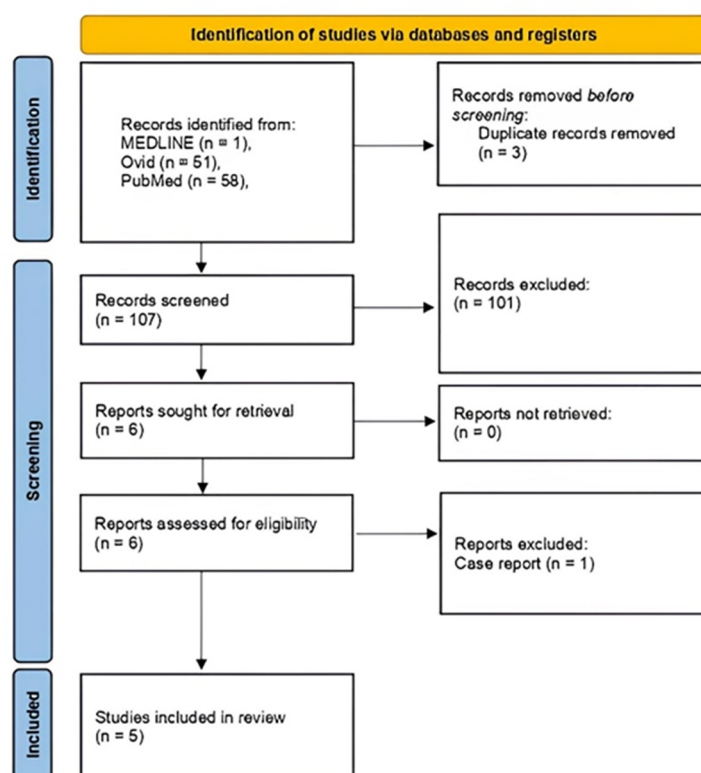 Identification of studies via databases and registers
Identification
Records identified from:
MEDLINE (n = 1),
Ovid (n = 51),
PubMed (n = 58),
Records removed before
screening:
Duplicate records removed
(n = 3)
Screening
Records screened
(n = 107)
Records excluded:
(n = 101)
Reports sought for retrieval
(n = 6)
Reports not retrieved:
(n = 0)
Reports assessed for eligibility
(n = 6)
Reports excluded:
Case report (n = 1)
Included
Studies included in review
(n = 5)